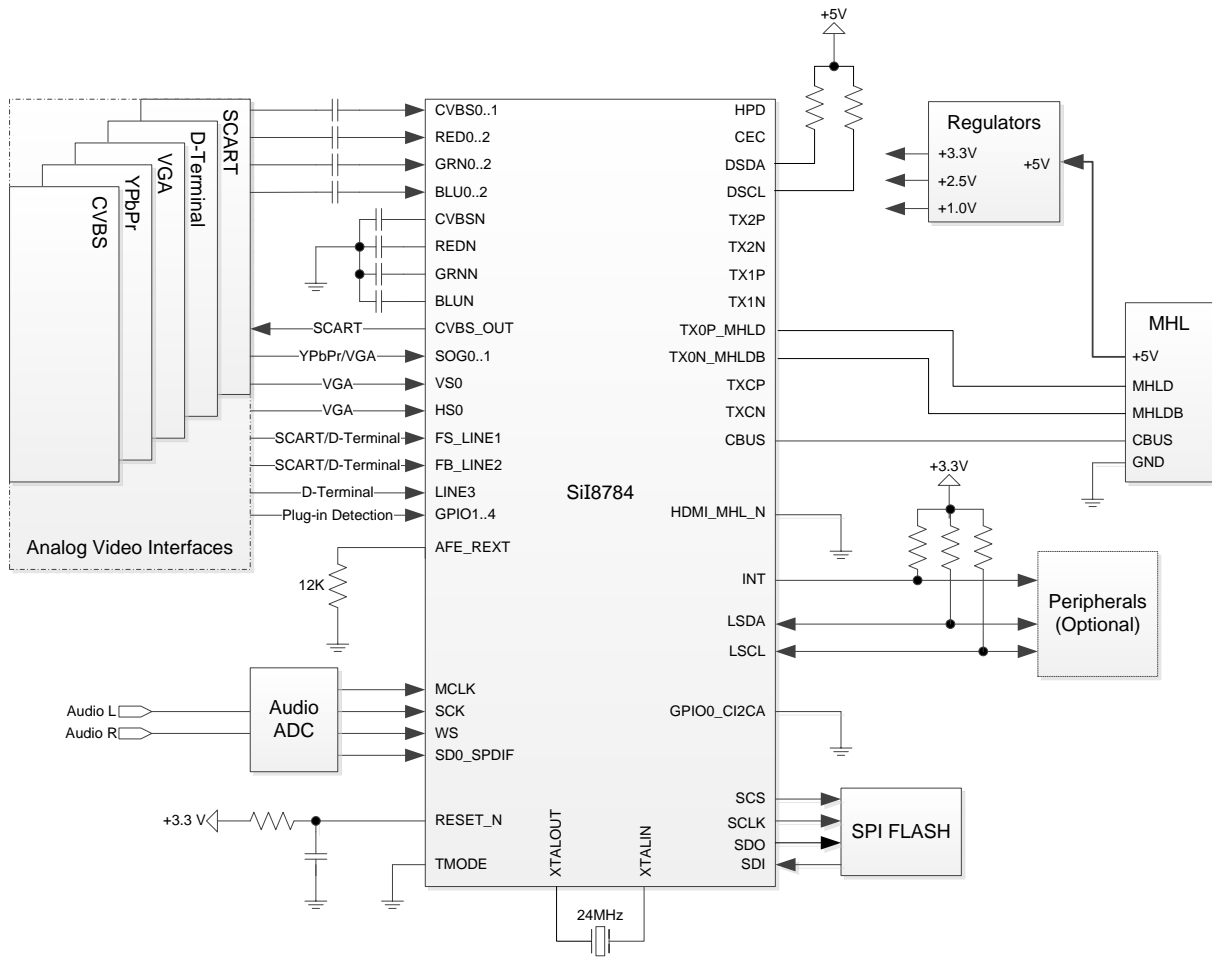 +5V
SCART
D-Terminal
VGA
YPbPr
CVBS
Analog Video Interfaces
SCART
YPbPr/VGA
VGA
VGA
SCART/D-Terminal
SCART/D-Terminal
D-Terminal
Plug-in Detection
12K
Audio L
Audio R
Audio
ADC
+3.3 V
CVBS0..1
RED0..2
GRN0..2
BLU0..2
CVBSN
REDN
GRNN
BLUN
CVBS_OUT
SOG0..1
VS0
HS0
FS_LINE1
FB_LINE2
LINE3
GPIO1..4
AFE_REXT
MCLK
SCK
WS
SD0_SPDIF
RESET_N
TMODE
SiI8784
XTALOUT
XTALIN
24MHz
HPD
CEC
DSDA
DSCL
TX2P
TX2N
TX1P
TX1N
TX0P_MHLD
TX0N_MHLDB
TXCP
TXCN
CBUS
HDMI_MHL_N
INT
LSDA
LSCL
GPIO0_CI2CA
SCS
SCLK
SDO
SDI
Regulators
+3.3V
+2.5V
+1.0V
+5V
MHL
+5V
MHLD
MHLDB
CBUS
GND
+3.3V
Peripherals
(Optional)
SPI FLASH